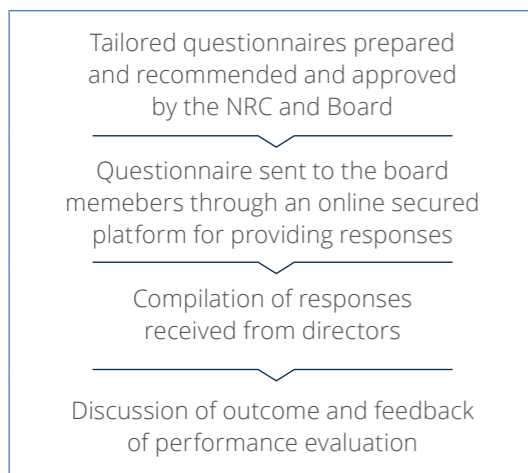 Tailored questionnaires prepared
and recommended and approved
by the NRC and Board
Questionnaire sent to the board
memebers through an online secured
platform for providing responses
Compilation of responses
received from directors
Discussion of outcome and feedback
of performance evaluation